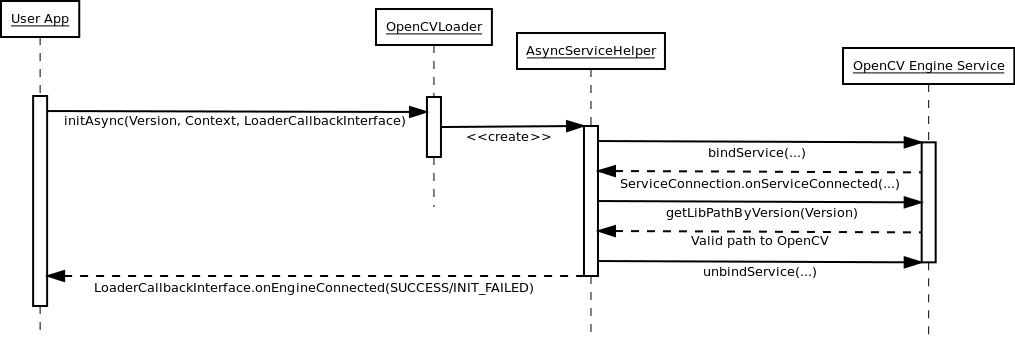 User App
OpenCVLoader
AsyncServiceHelper
OpenCV Engine Service
initAsync(Version, Context, LoaderCallbackInterface)
<<create>>
bindService(...)
ServiceConnection.onServiceConnected(...)
getLibPathByVersion(Version)
Valid path to OpenCV
unbindService(...)
LoaderCallbackInterface.onEngineConnected(SUCCESS/INIT_FAILED)